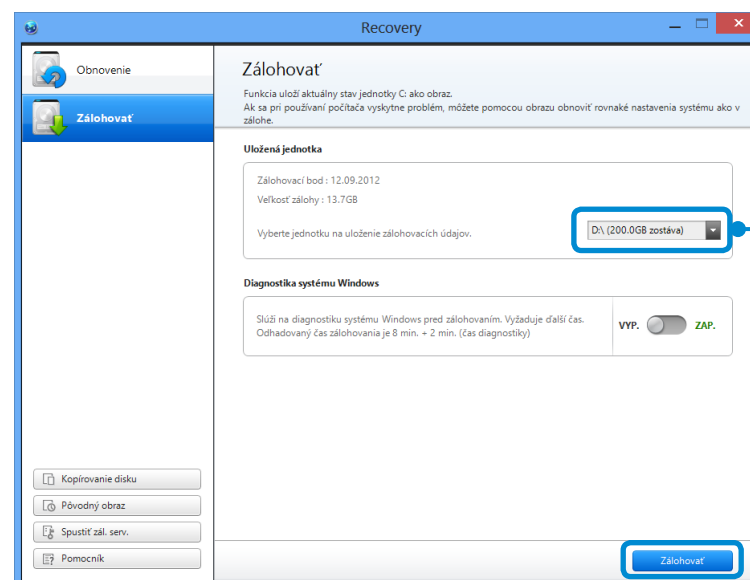 Recovery
Obnovenie
Zálohovať
Zálohovať
Funkcia uloží aktuálny stav jednotky C: ako obraz.
Ak sa pri používaní počítača vyskytne problém, môžete pomocou obrazu obnoviť rovnaké nastavenia systému ako v
zálohe.
Uložená jednotka
Zálohovací bod : 12.09.2012
Veľkosť zálohy : 13.7GB
Vyberte jednotku na uloženie zálohovacích údajov.
D:\ (200.0GB zostáva)
Diagnostika systému Windows
Slúži na diagnostiku systému Windows pred zálohovaním. Vyžaduje ďalší čas.
Odhadovaný čas zálohovania je 8 min. + 2 min. (čas diagnostiky)
VYP. ZAP.
Kopírovanie disku
Pôvodný obraz
Spustiť zál. serv.
Pomocník
Zálohovať